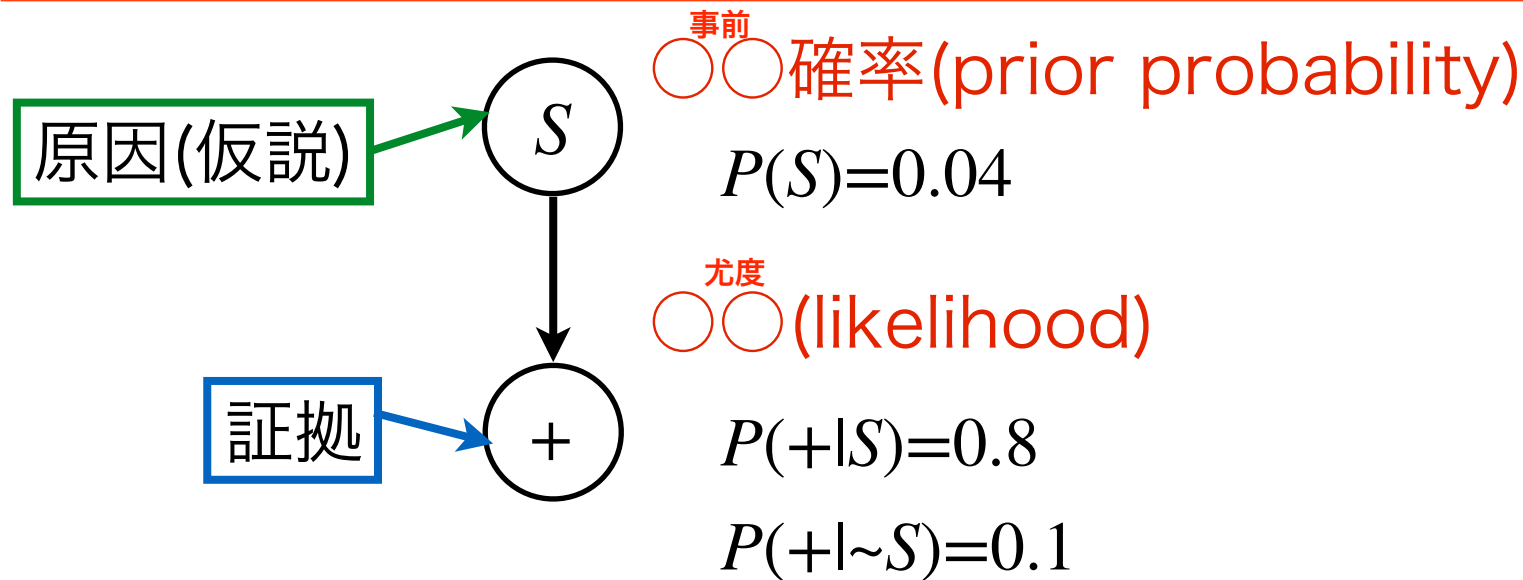 事前
○○確率(prior probability)
原因(仮説)
S
P(S)=0.04
尤度
○○(likelihood)
証拠
+
P(+|S)=0.8
P(+|~S)=0.1